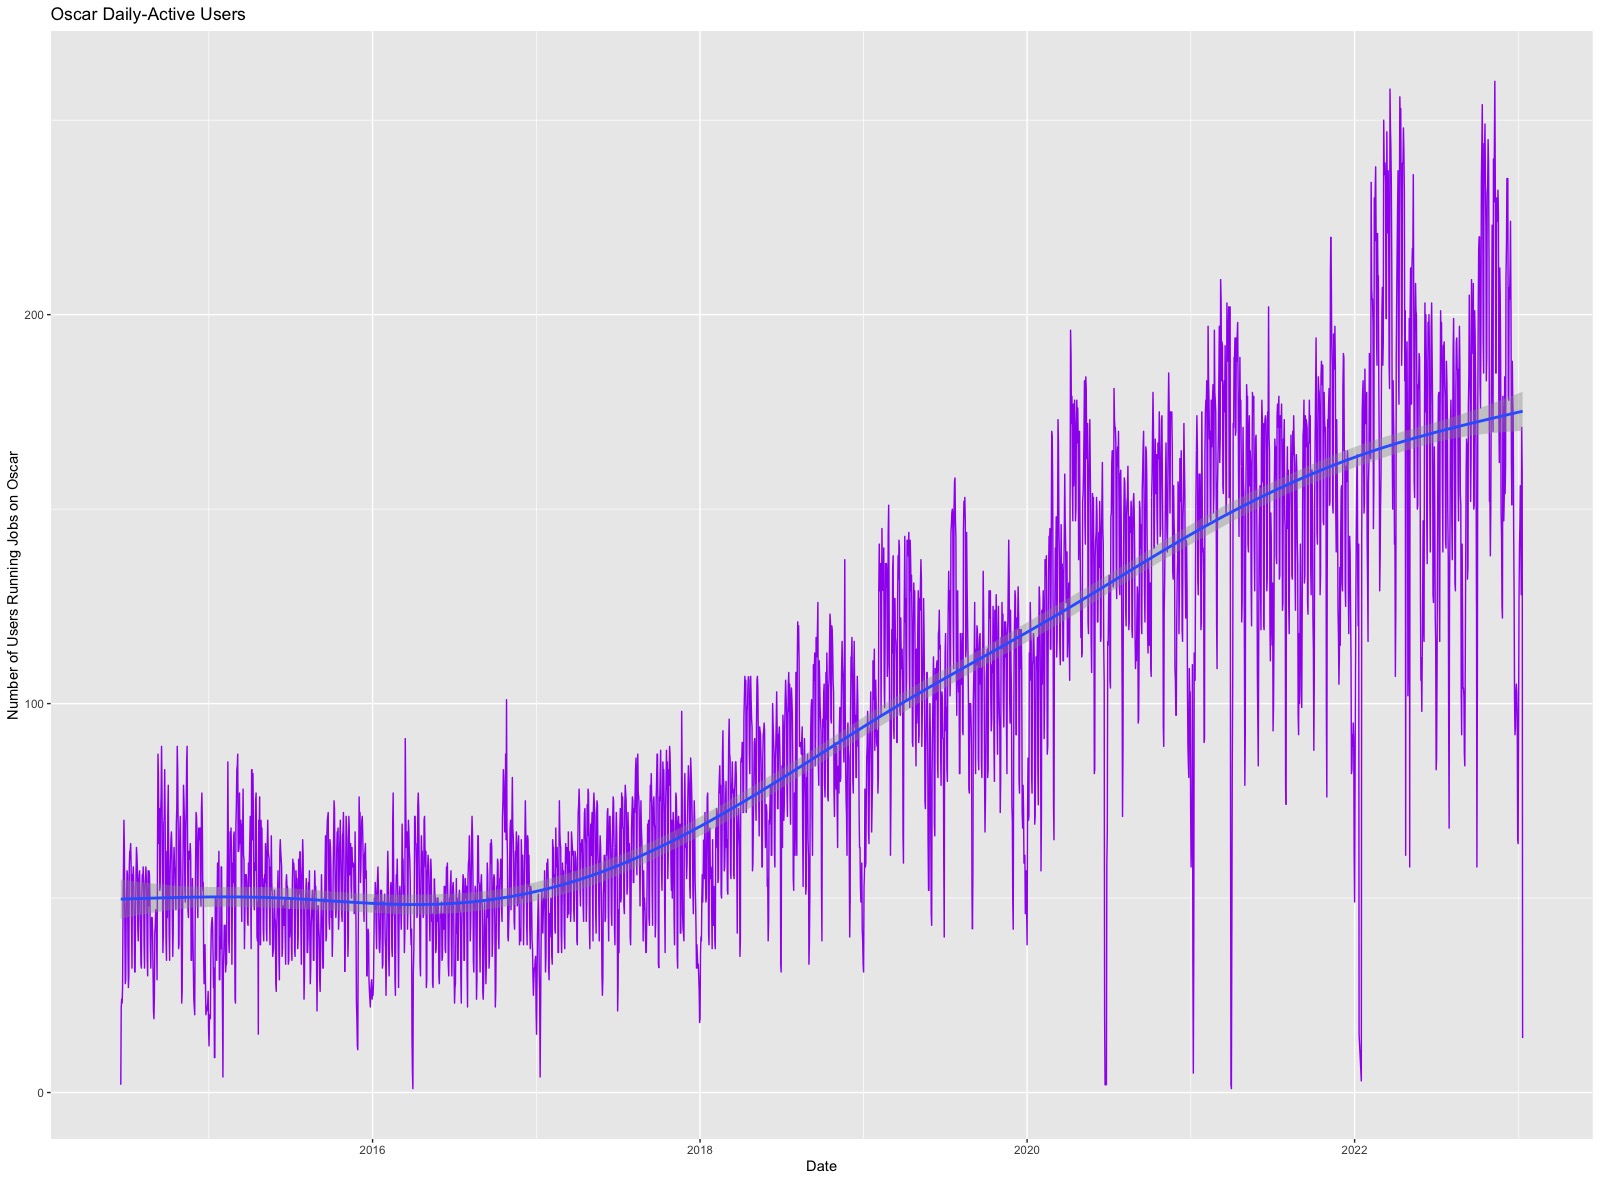 Oscar Daily-Active Users
Number of Users Running Jobs on Oscar
200
100
0
2016
2018
2020
2022
Date